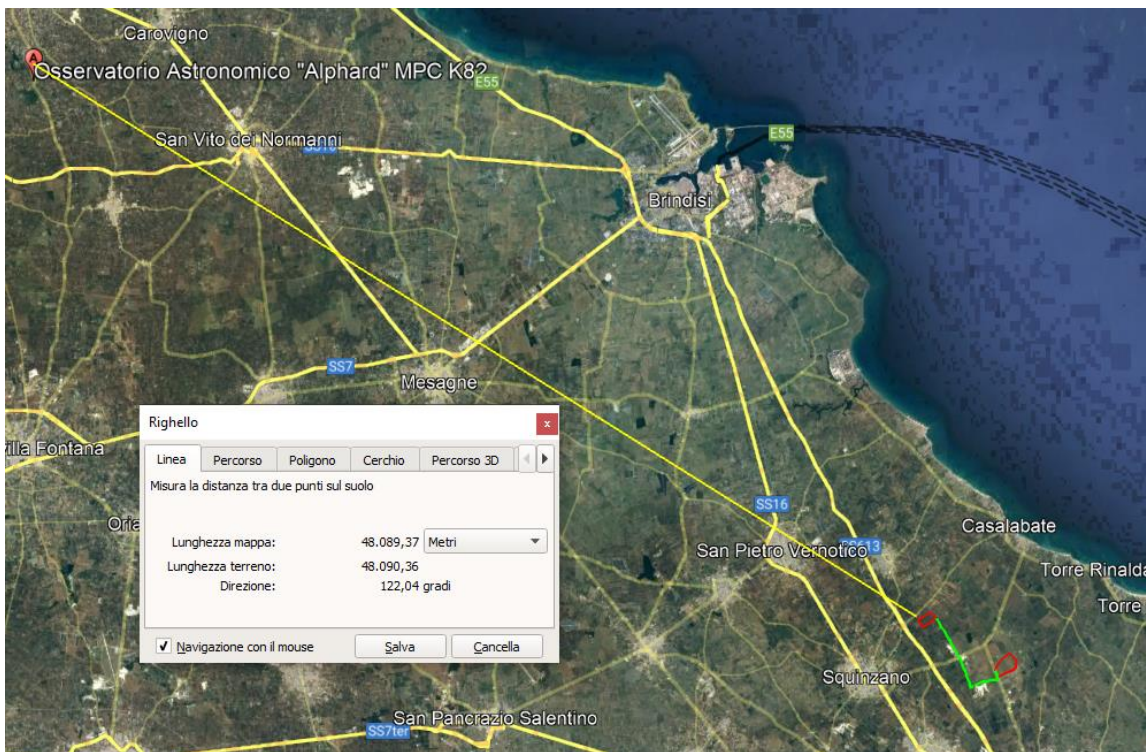 Carovigno
Osservatorio Astronomico "Alphard" MPC K82
E55
E55
San Vito dei Normanni
SS16
Brindisi
SS7
Mesagne
villa Fontana
Oria
Righello
x
Linea
Percorso
Poligono
Cerchio
Percorso 3D
Misura la distanza tra due punti sul suolo
Lunghezza mappa: 48.089,37 Metri
Lunghezza terreno: 48.090,36
Direzione: 122,04 gradi
Navigazione con il mouse
Salva
Cancella
SS16
Casalabate
San Pietro Vernotico
SS613
Torre Rinalda
Torre
Squinzano
San Pancrazio Salentino
SS7ter